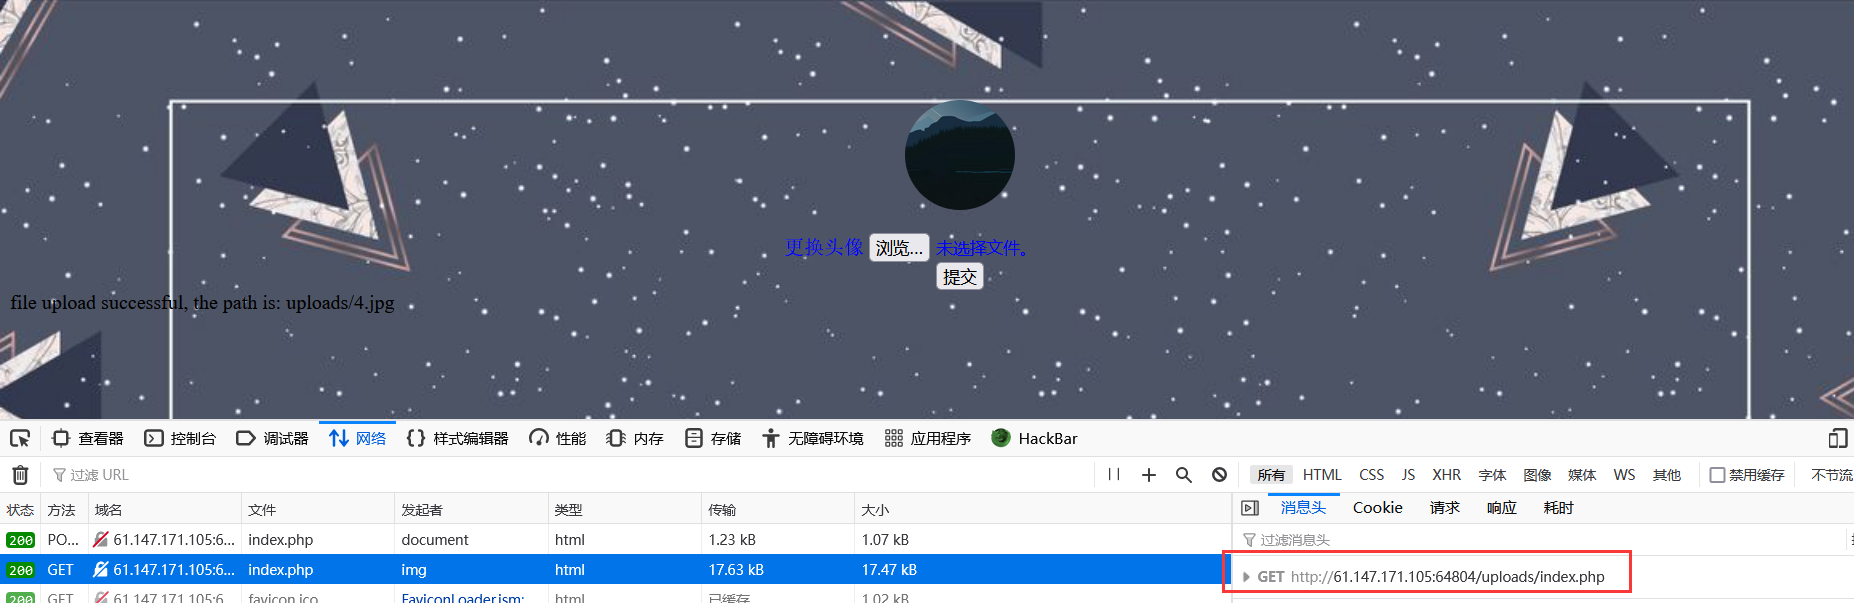 更换头像 浏览... 未选择文件。
提交
file upload successful, the path is: uploads/4.jpg
查看器 控制台 调试器 网络 样式编辑器 性能 内存 存储 无障碍环境 应用程序 HackBar
过滤 URL 所有 HTML CSS JS XHR 字体 图像 媒体 WS 其他 禁用缓存 不节流
状态 方法 域名 文件 发起者 类型 传输 大小 消息头 Cookie 请求 响应 耗时
200 PO... 61.147.171.105:6... index.php document html 1.23 kB 1.07 kB 过滤消息头
200 GET 61.147.171.105:6... index.php img html 17.63 kB 17.47 kB GET http://61.147.171.105:64804/uploads/index.php
200 GET 61.147.171.105:6... favicon.ico FaviconLoader.jsm: html 已缓存 1.02 kB